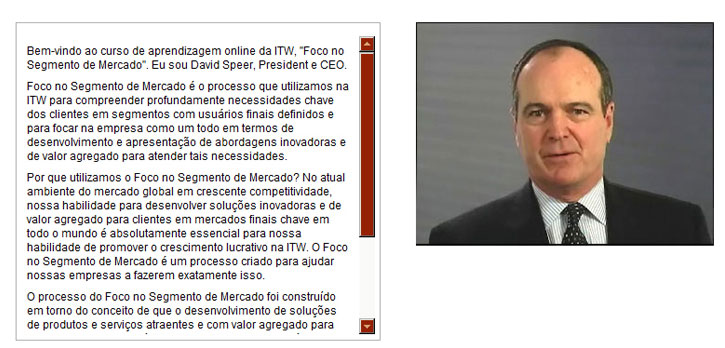 Bem-vindo ao curso de aprendizagem online da ITW, "Foco no
Segmento de Mercado". Eu sou David Speer, President e CEO.
Foco no Segmento de Mercado é o processo que utilizamos na
ITW para compreender profundamente necessidades chave
dos clientes em segmentos com usuários finais definidos e
para focar na empresa como um todo em termos de
desenvolvimento e apresentação de abordagens inovadoras e
de valor agregado para atender tais necessidades.
Por que utilizamos o Foco no Segmento de Mercado? No atual
ambiente do mercado global em crescente competitividade,
nossa habilidade para desenvolver soluções inovadoras e de
valor agregado para clientes em mercados finais chave em
todo o mundo é absolutamente essencial para nossa
habilidade de promover o crescimento lucrativo na ITW. O Foco
no Segmento de Mercado é um processo criado para ajudar
nossas empresas a fazerem exatamente isso.
O processo do Foco no Segmento de Mercado foi construído
em torno do conceito de que o desenvolvimento de soluções
de produtos e serviços atraentes e com valor agregado para